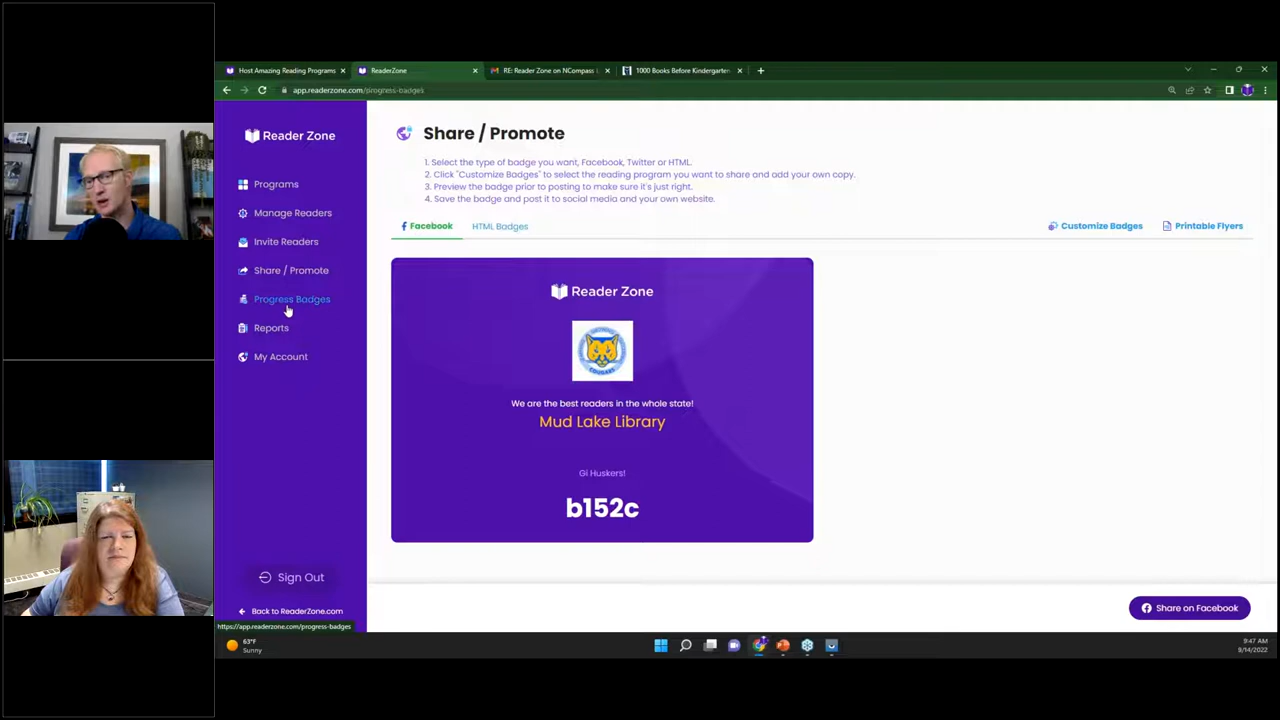 Host Amazing Reading Programs
ReaderZone
RE: Reader Zone on NCompass L
1000 Books Before Kindergarten
app.readerzone.com/progress-badges
Reader Zone
Programs
Manage Readers
Invite Readers
Share / Promote
Progress Badges
Reports
My Account
Sign Out
Back to ReaderZone.com
https://app.readerzone.com/progress-badges
Share / Promote
1. Select the type of badge you want, Facebook, Twitter or HTML.
2. Click "Customize Badges" to select the reading program you want to share and add your own copy.
3. Preview the badge prior to posting to make sure it's just right.
4. Save the badge and post it to social media and your own website.
Facebook
HTML Badges
Customize Badges
Printable Flyers
Reader Zone
COUGARS
We are the best readers in the whole state!
Mud Lake Library
Gi Huskers!
b152c
Share on Facebook
63°F
Sunny
9:47 AM
9/14/2022